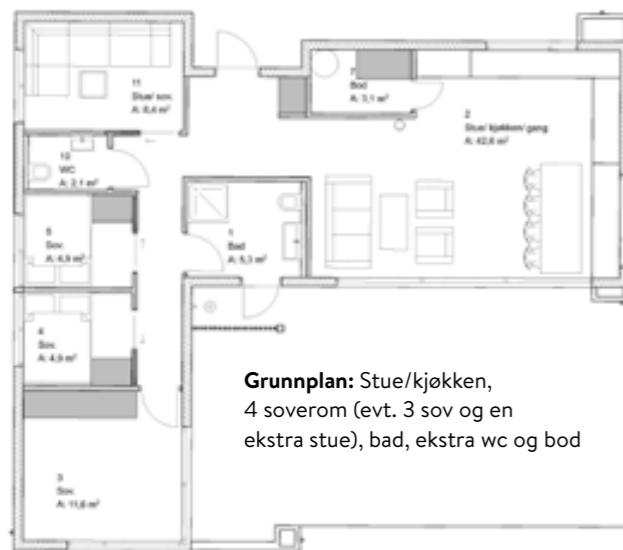 11
Stue/ sov.
A: 8,4 m²
7
Bod
A: 3,1 m²
2
Stue/ kjøkken/ gang
A: 42,6 m²
10
WC
A: 2,1 m²
5
Sov.
A: 4,9 m²
1
Bad
A: 5,3 m²
4
Sov.
A: 4,9 m²
Grunnplan: Stue/kjøkken,
4 soverom (evt. 3 sov og en
ekstra stue), bad, ekstra wc og bod
3
Sov.
A: 11,6 m²